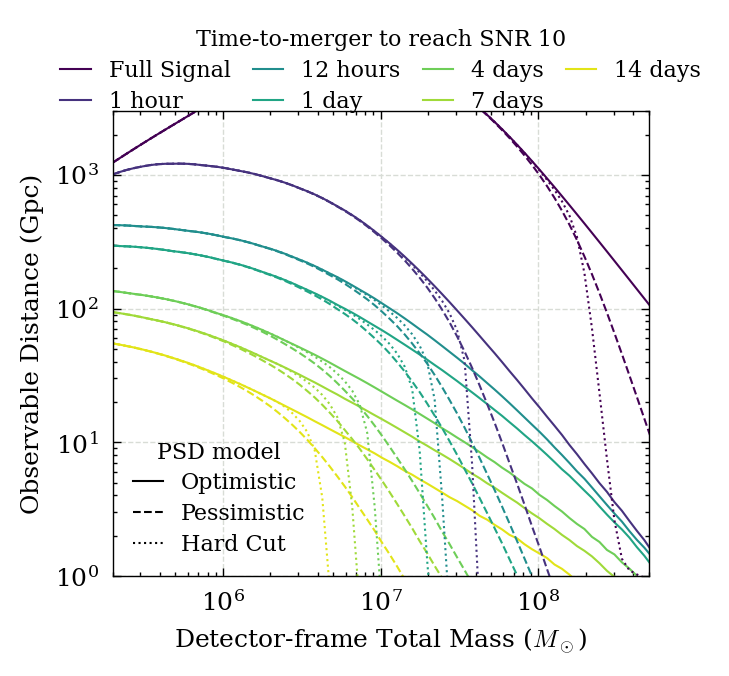 Time-to-merger to reach SNR 10
Full Signal 12 hours 4 days 14 days
1 hour 1 day 7 days
Observable Distance (Gpc)
10³
10²
10¹
10⁰
PSD model
Optimistic
Pessimistic
Hard Cut
10⁶ 10⁷ 10⁸
Detector-frame Total Mass (M☉)